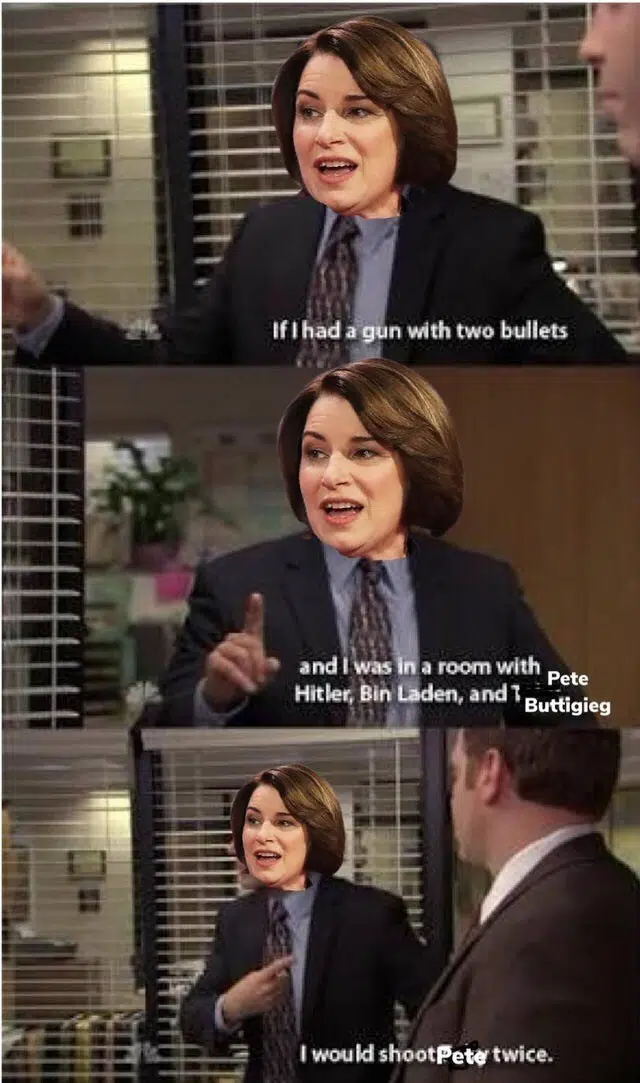 If I had a gun with two bullets
and I was in a room with
Hitler, Bin Laden, and Pete
Buttigieg
I would shoot Pete twice.